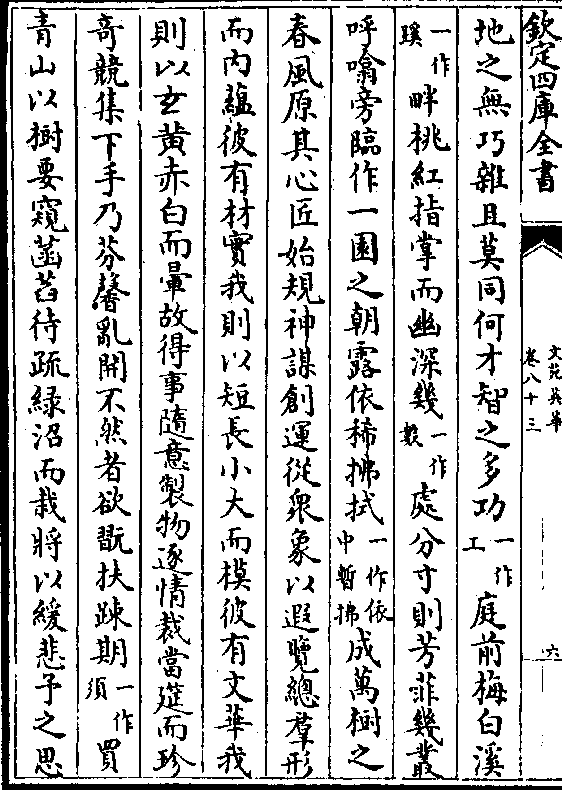 欽定四庫全書
文苑英華
卷八十三
六
地之無巧雜且莫同何才智之多功一作工庭前梅白溪
一作蹊畔桃紅指掌而幽深幾一作數處分寸則芳菲幾叢
呼噏旁臨作一園之朝露依稀拂拭一作依中暫拂成萬樹之
春風原其心匠始規神謀創運從衆象以遐覽總羣形
而内蘊彼有材實我則以短長小大而模彼有文華我
則以玄黄赤白而暈故得事隨意製物逐情裁當筵而珍
竒競集下手乃芬馨亂開不然者欲翫扶踈期一作須買
青山以樹要窺菡萏待疏緑沼而栽將以緩悲予之思